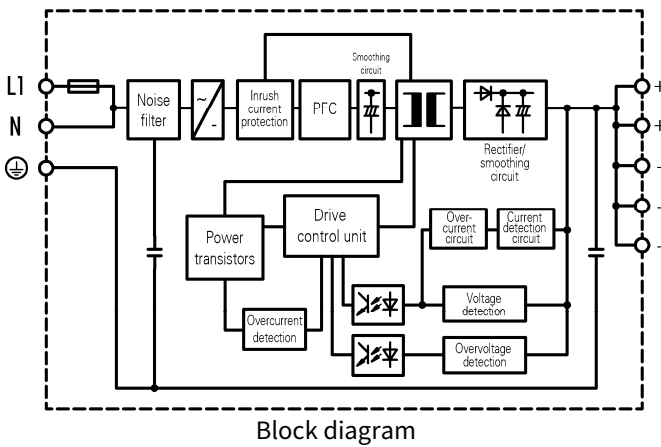 Smoothing
circuit
L1
N
Noise
filter
~
-
Inrush
current
protection
PFC
+
+
-
-
-
Rectifier/
smoothing
circuit
Power
transistors
Drive
control unit
Over-
current
circuit
Current
detection
circuit
Overcurrent
detection
Voltage
detection
Overvoltage
detection
Block diagram